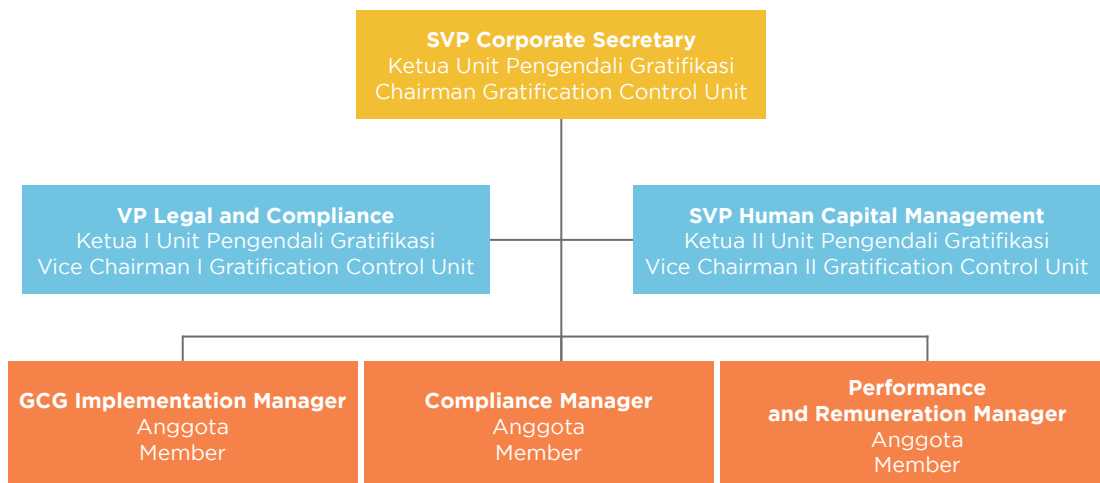 SVP Corporate Secretary
Ketua Unit Pengendali Gratifikasi
Chairman Gratification Control Unit
VP Legal and Compliance
Ketua I Unit Pengendali Gratifikasi
Vice Chairman I Gratification Control Unit
SVP Human Capital Management
Ketua II Unit Pengendali Gratifikasi
Vice Chairman II Gratification Control Unit
GCG Implementation Manager
Anggota
Member
Compliance Manager
Anggota
Member
Performance
and Remuneration Manager
Anggota
Member